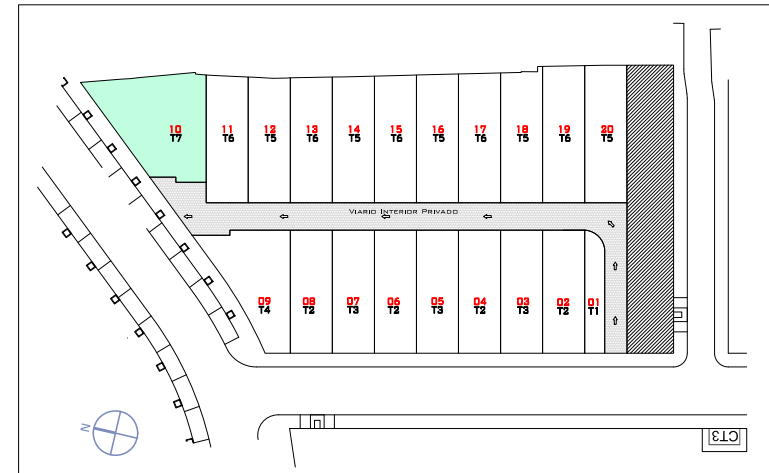 10
T7
11
T6
12
T5
13
T6
14
T5
15
T6
16
T5
17
T6
18
T5
19
T6
20
T5
Viario Interior Privado
09
T4
08
T2
07
T3
06
T2
05
T3
04
T2
03
T3
02
T2
01
T1
N
CT3